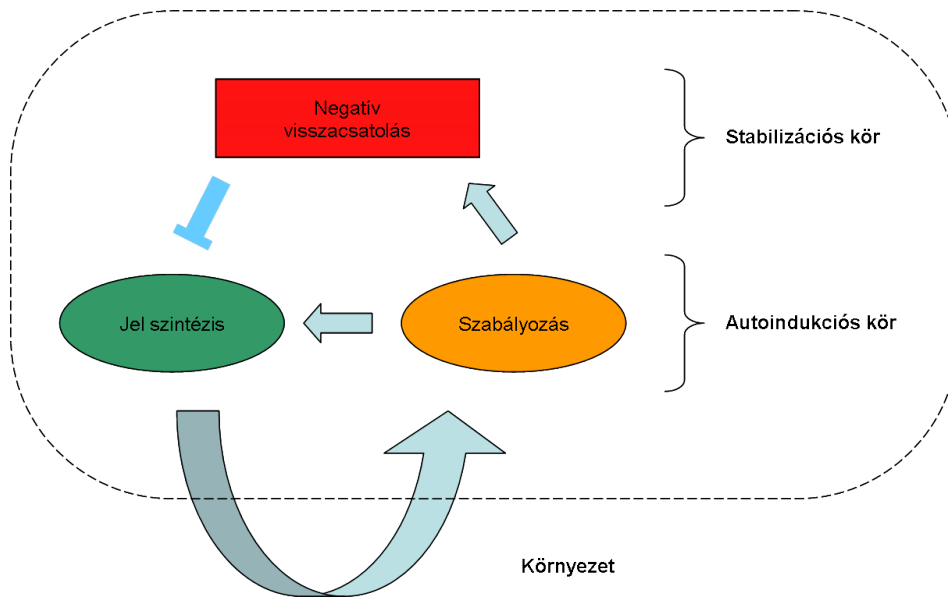 Negatív
visszacsatolás
Stabilizációs kör
Jel szintézis
Szabályozás
Autoindukciós kör
Környezet